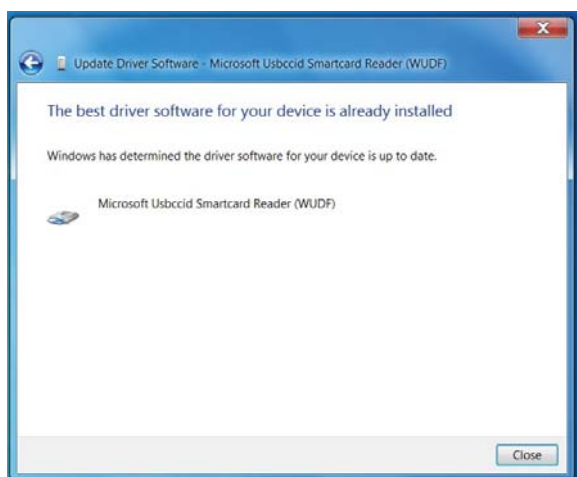 Update Driver Software - Microsoft Usbccid Smartcard Reader (WUDF)
The best driver software for your device is already installed
Windows has determined the driver software for your device is up to date.
Microsoft Usbccid Smartcard Reader (WUDF)
Close